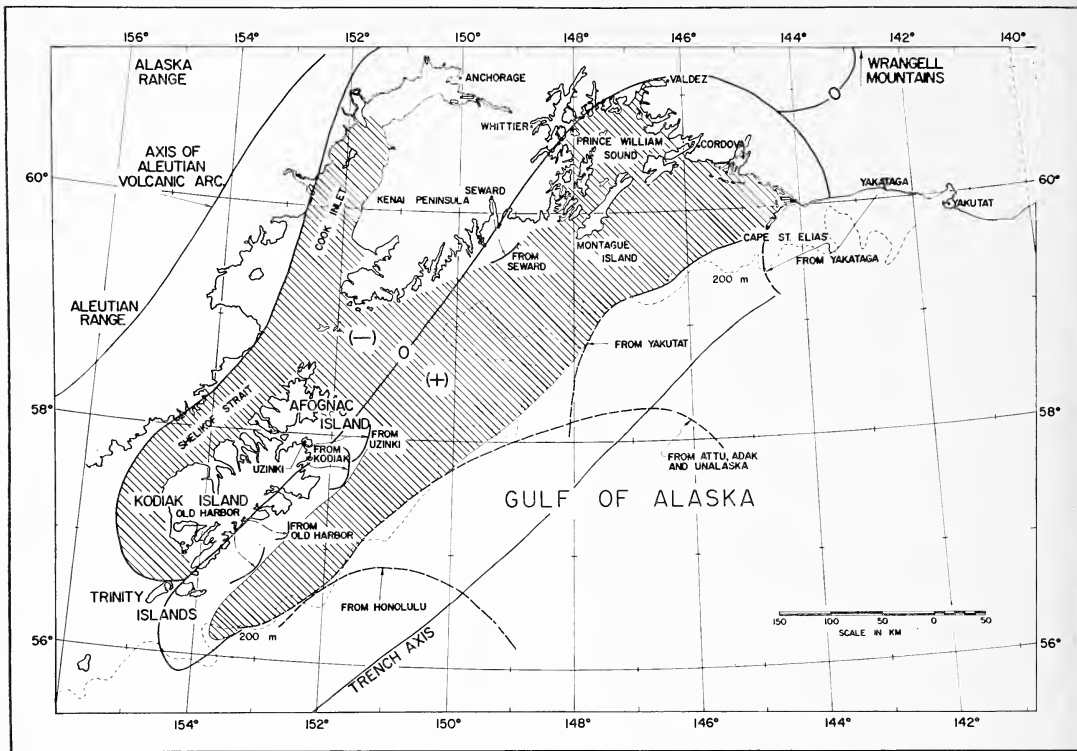 156° 154° 152° 150° 148° 146° 144° 142° 140°
ALASKA
RANGE
ANCHORAGE
VALDEZ
WRANGELL
MOUNTAINS
O
WHITTIER
PRINCE WILLIAM
SOUND
CORDOVA
AXIS OF
ALEUTIAN
VOLCANIC ARC
60°
60°
COOK INLET
KENAI PENINSULA
SEWARD
YAKATAGA
YAKUTAT
FROM
SEWARD
MONTAGUE
ISLAND
CAPE ST. ELIAS
FROM YAKATAGA
200 m
ALEUTIAN
RANGE
(—)
O
(+)
FROM YAKUTAT
58°
58°
SHELIKOF STRAIT
AFOGNAC
ISLAND
FROM
UZINKI
FROM
KODIAK
UZINKI
FROM ATTU, ADAK
AND UNALASKA
KODIAK ISLAND
OLD HARBOR
GULF OF ALASKA
FROM
OLD HARBOR
TRINITY
ISLANDS
FROM HONOLULU
200 m
150 100 50 0 50
SCALE IN KM
56°
56°
TRENCH AXIS
154° 152° 150° 148° 146° 144° 142°